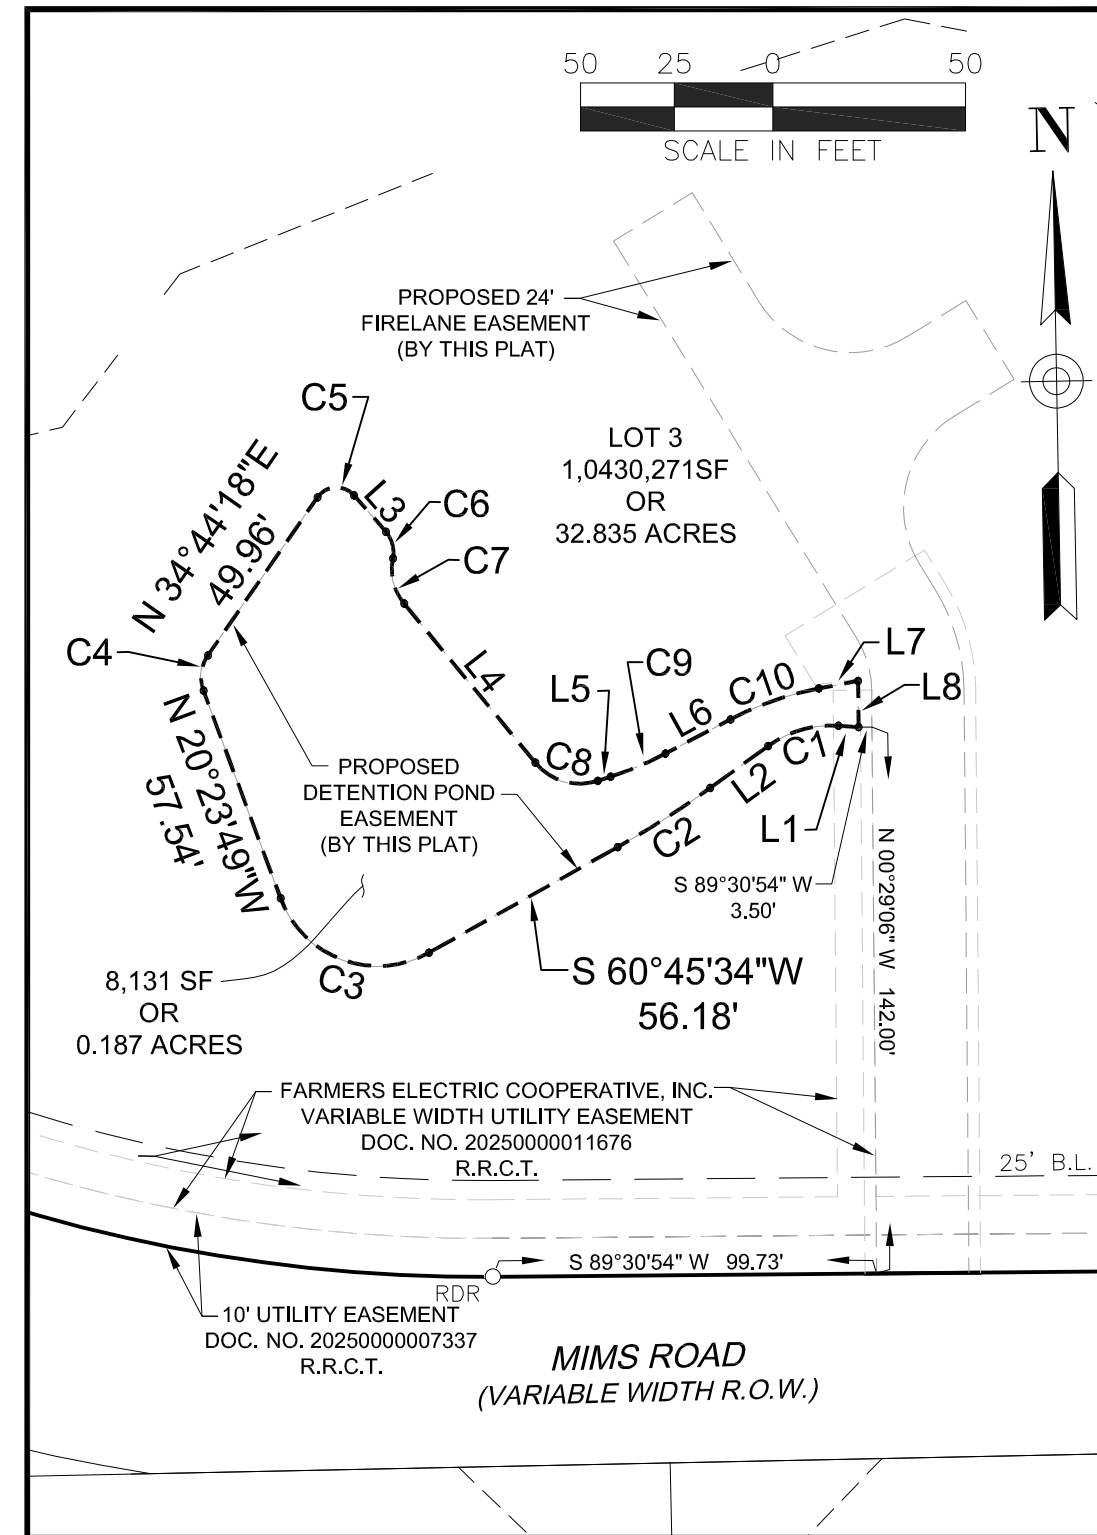 50 25 0 50
SCALE IN FEET
N
PROPOSED 24'
FIRELANE EASEMENT
(BY THIS PLAT)
C5
LOT 3
1,0430,271SF
OR
32.835 ACRES
L3
C6
C7
N 34°44'18"E
49.96'
C4
L4
L5
C9
L6
C10
L7
L8
C8
C1
L2
C2
L1
N 20°23'49"W
57.54'
PROPOSED
DETENTION POND
EASEMENT
(BY THIS PLAT)
S 89°30'54" W
3.50'
N 00°29'06" W 142.00'
C3
S 60°45'34"W
56.18'
8,131 SF
OR
0.187 ACRES
FARMERS ELECTRIC COOPERATIVE, INC.
VARIABLE WIDTH UTILITY EASEMENT
DOC. NO. 20250000011676
R.R.C.T.
25' B.L.
S 89°30'54" W 99.73'
RDR
10' UTILITY EASEMENT
DOC. NO. 20250000007337
R.R.C.T.
MIMS ROAD
(VARIABLE WIDTH R.O.W.)